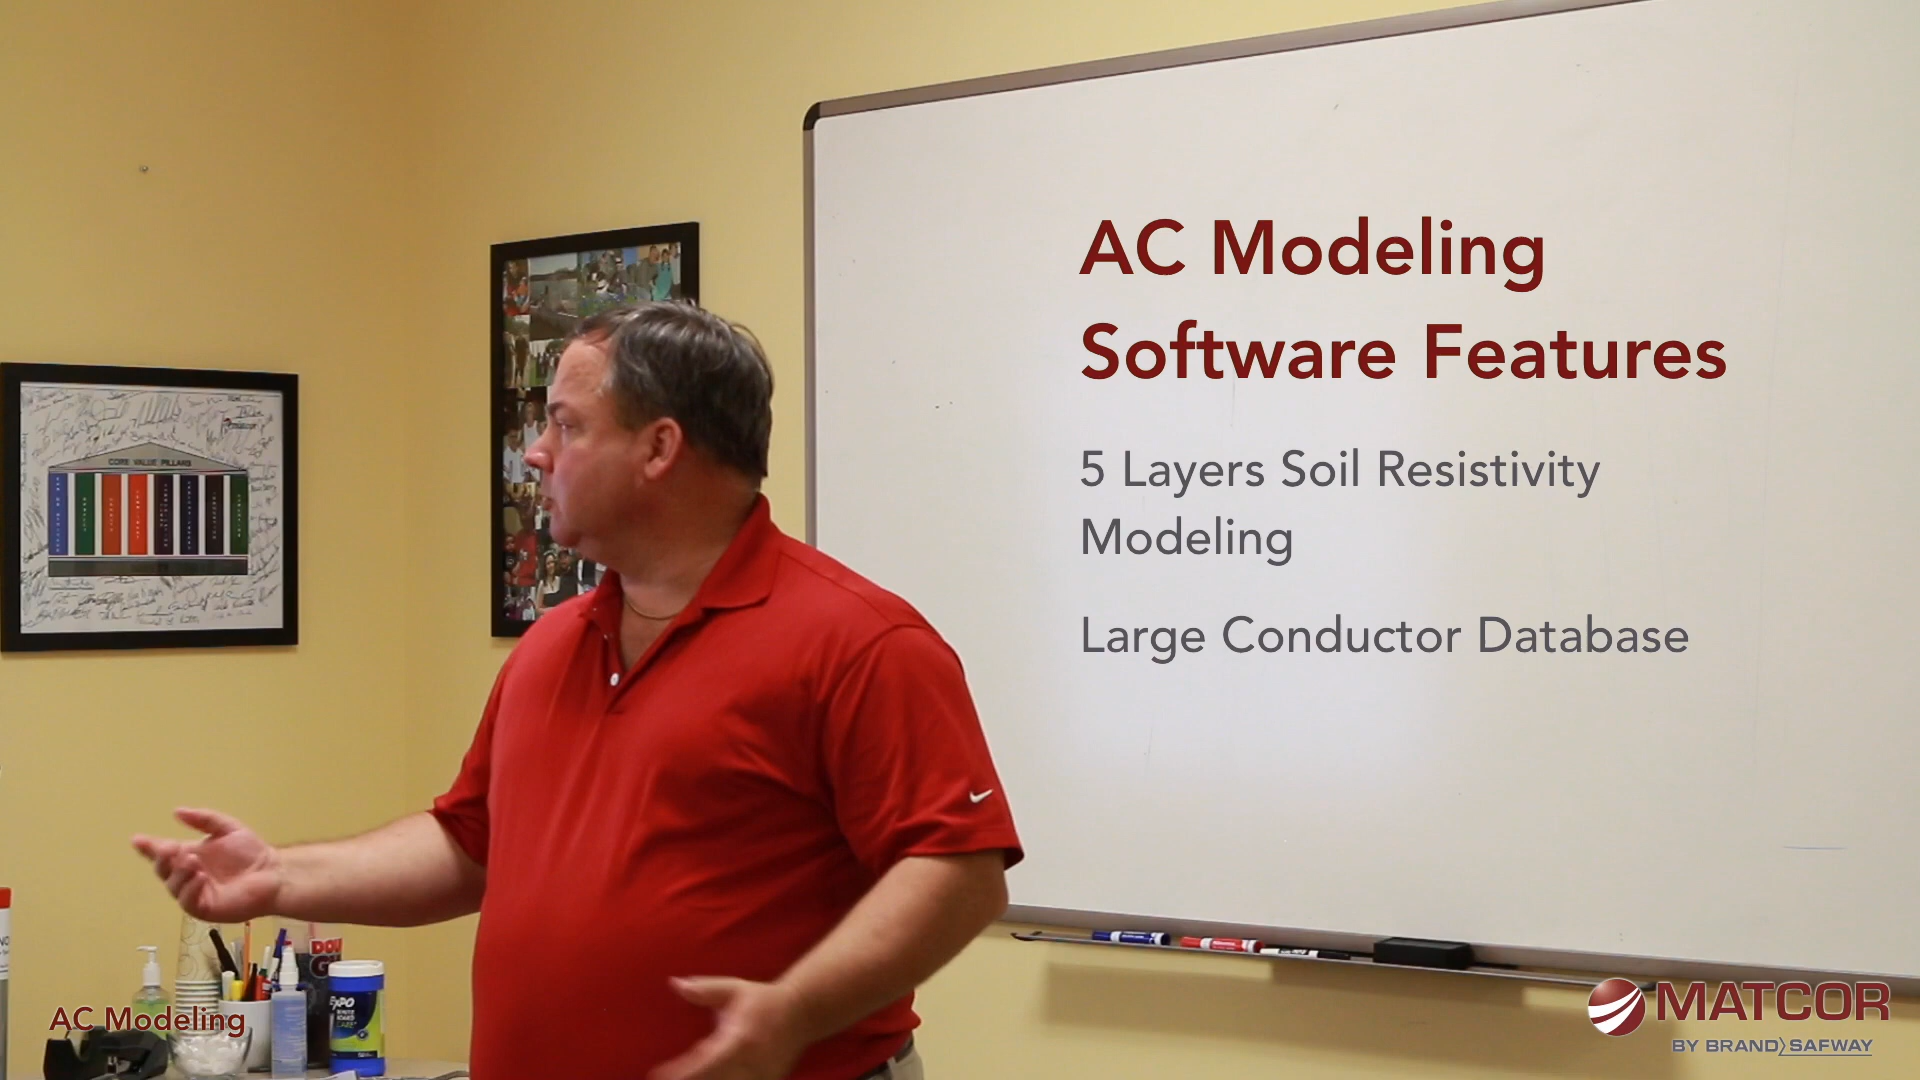 AC Modeling
Software Features
5 Layers Soil Resistivity
Modeling
Large Conductor Database
CORE VALUE PILLARS
EXPO
AC Modeling
MATCOR
BY BRAND SAFWAY